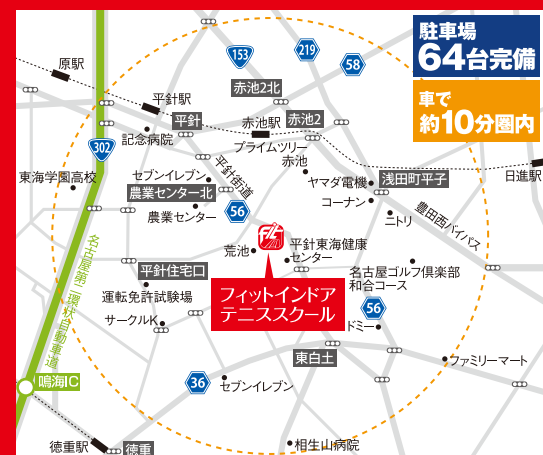 駐車場
64台完備
車で
約10分圏内
153
219
58
原駅
赤池2北
平針駅
平針
赤池駅
赤池2
302
記念病院
プライムツリー
赤池
東海学園高校
セブンイレブン
平針街道
ヤマダ電機
浅田町平子
日進駅
農業センター北
コーナン
農業センター
56
ニトリ
豊田西バイパス
Fit
荒池
平針東海健康
センター
名古屋第二環状自動車道
平針住宅口
名古屋ゴルフ倶楽部
和合コース
運転免許試験場
フィットインドア
テニススクール
サークルK
56
ドミー
東白土
ファミリーマート
鳴海IC
36
セブンイレブン
徳重駅
徳重
相生山病院